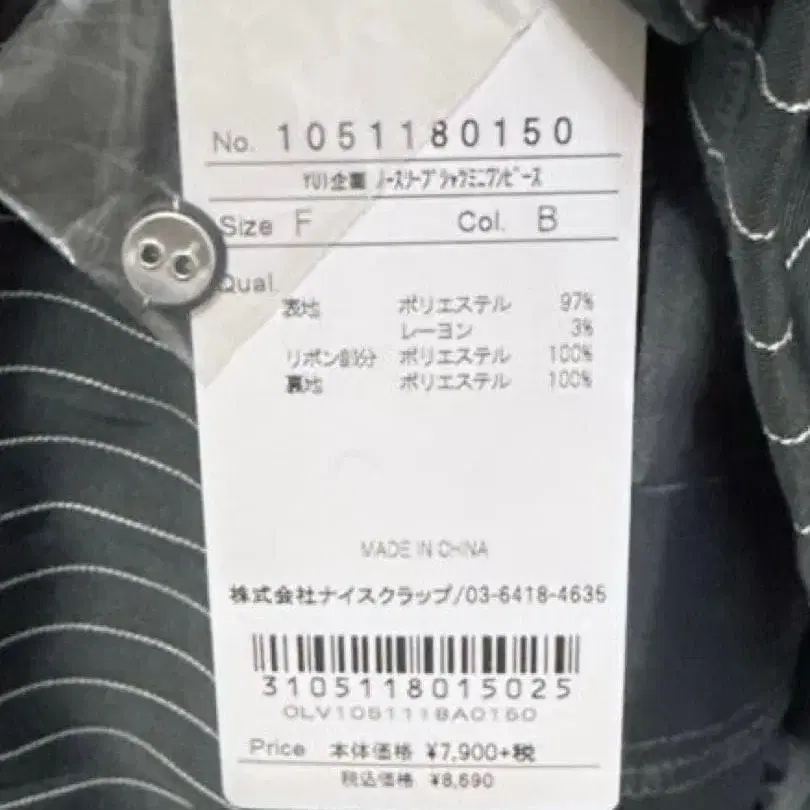 No. 1051180150
YUI企画 ﾉｰｽﾘｰﾌﾞｼｬﾂﾐﾆﾜﾝﾋﾟｰｽ
Size F Col. B
Qual.
表地 ポリエステル 97%
レーヨン 3%
リボン部分 ポリエステル 100%
裏地 ポリエステル 100%
MADE IN CHINA
株式会社ナイスクラップ/03-6418-4635
3105118015025
0LV105111BA0150
Price 本体価格 ¥7,900+税
税込価格 ¥8,690